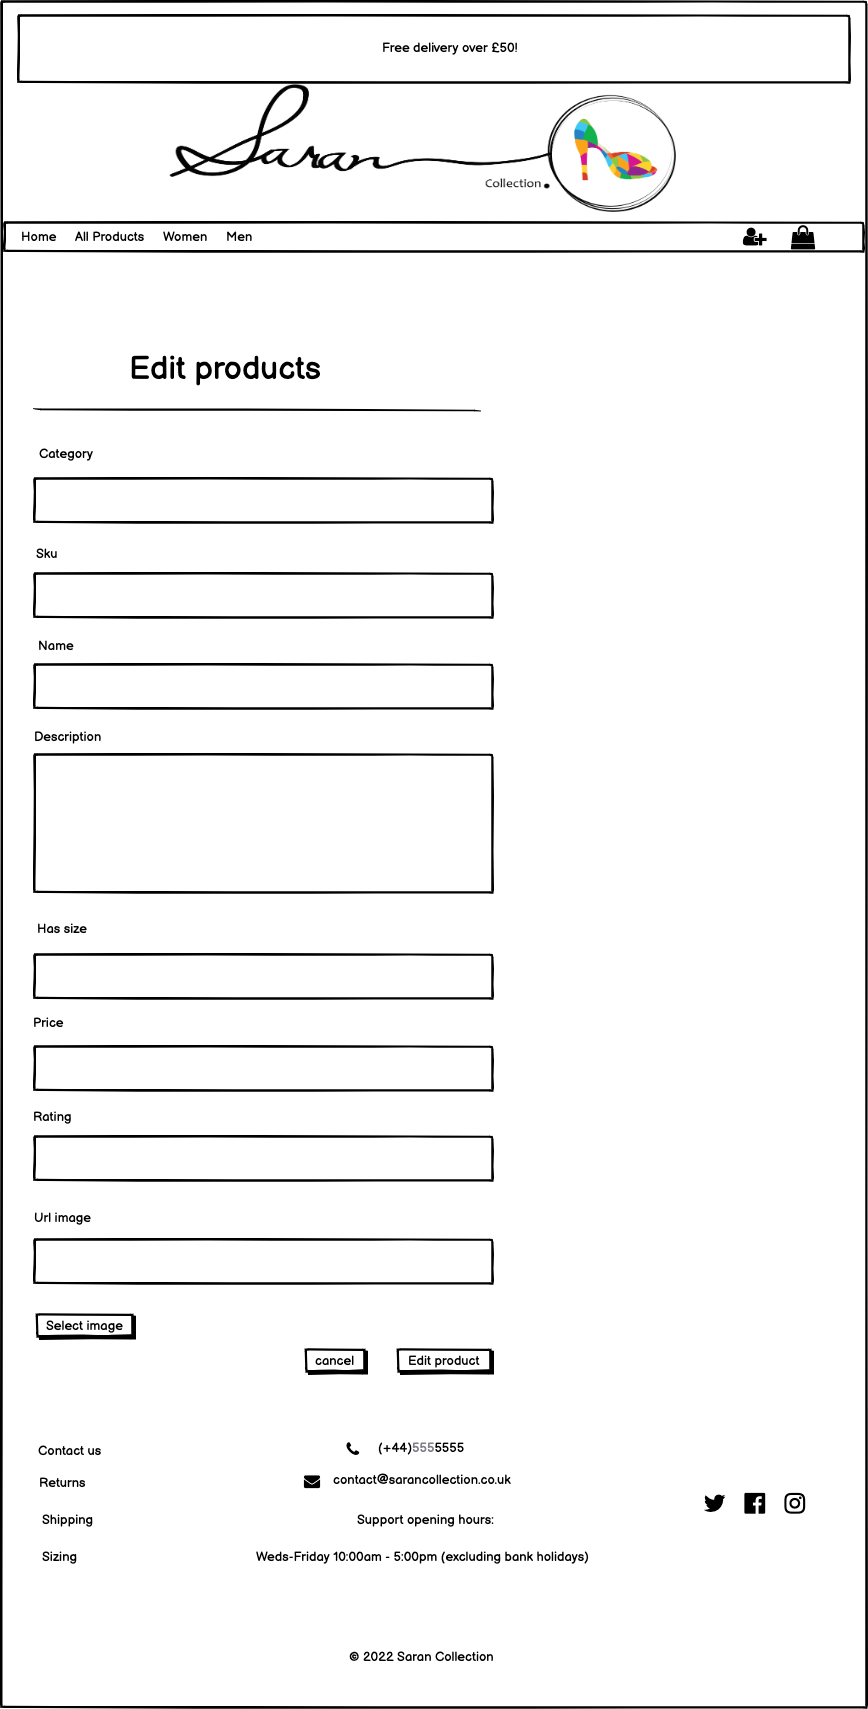 Free delivery over £50!
Saran
Collection.
Home All Products Women Men
Edit products
Category
Sku
Name
Description
Has size
Price
Rating
Url image
Select image
cancel Edit product
Contact us (+44)5555555
Returns contact@sarancollection.co.uk
Shipping Support opening hours:
Sizing Weds-Friday 10:00am - 5:00pm (excluding bank holidays)
© 2022 Saran Collection